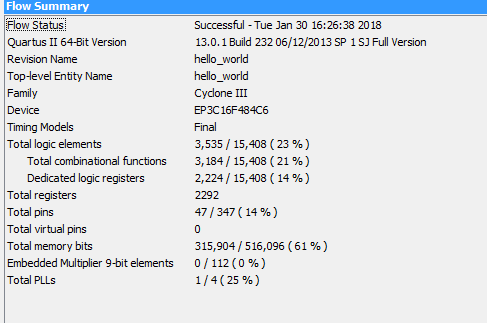 Flow Summary
Flow Status Successful - Tue Jan 30 16:26:38 2018
Quartus II 64-Bit Version 13.0.1 Build 232 06/12/2013 SP 1 SJ Full Version
Revision Name hello_world
Top-level Entity Name hello_world
Family Cyclone III
Device EP3C16F484C6
Timing Models Final
Total logic elements 3,535 / 15,408 ( 23 % )
Total combinational functions 3,184 / 15,408 ( 21 % )
Dedicated logic registers 2,224 / 15,408 ( 14 % )
Total registers 2292
Total pins 47 / 347 ( 14 % )
Total virtual pins 0
Total memory bits 315,904 / 516,096 ( 61 % )
Embedded Multiplier 9-bit elements 0 / 112 ( 0 % )
Total PLLs 1 / 4 ( 25 % )